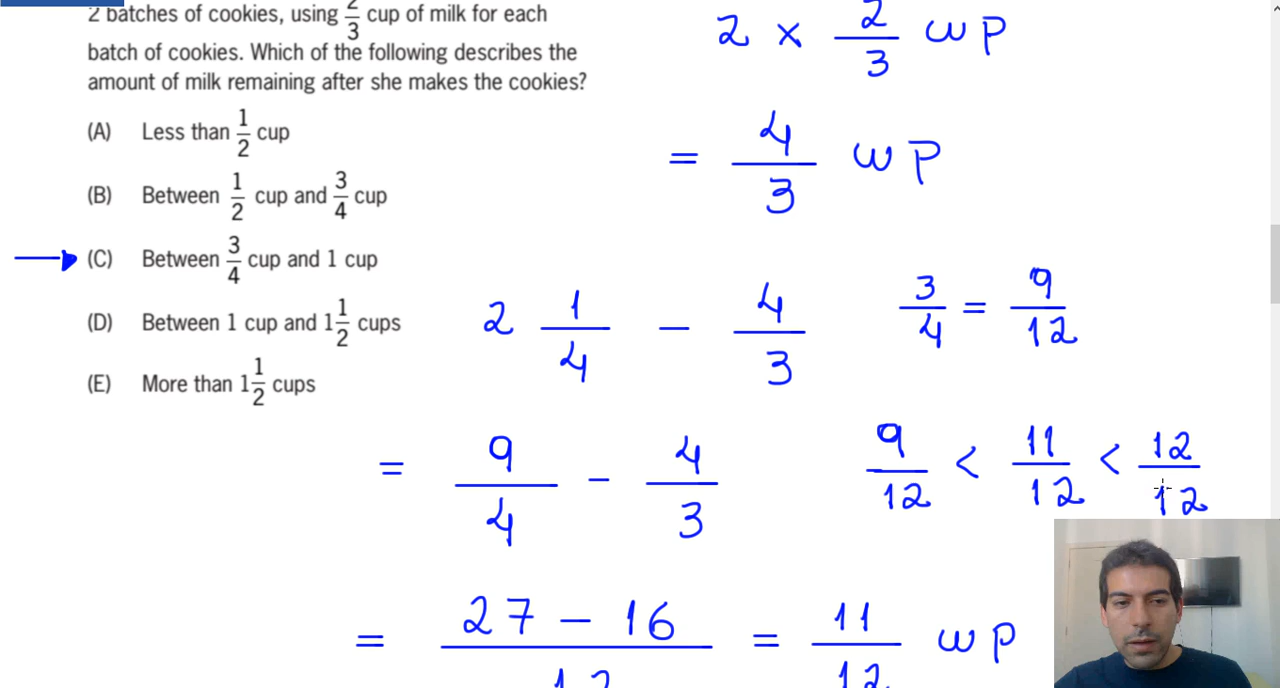 2 batches of cookies, using 2/3 cup of milk for each
batch of cookies. Which of the following describes the
amount of milk remaining after she makes the cookies?
(A) Less than 1/2 cup
(B) Between 1/2 cup and 3/4 cup
(C) Between 3/4 cup and 1 cup
(D) Between 1 cup and 1 1/2 cups
(E) More than 1 1/2 cups
2 × 2/3 cup
= 4/3 cup
2 1/4 - 4/3
3/4 = 9/12
= 9/4 - 4/3
9/12 < 11/12 < 12/12
= 27 - 16/12 = 11/12 cup